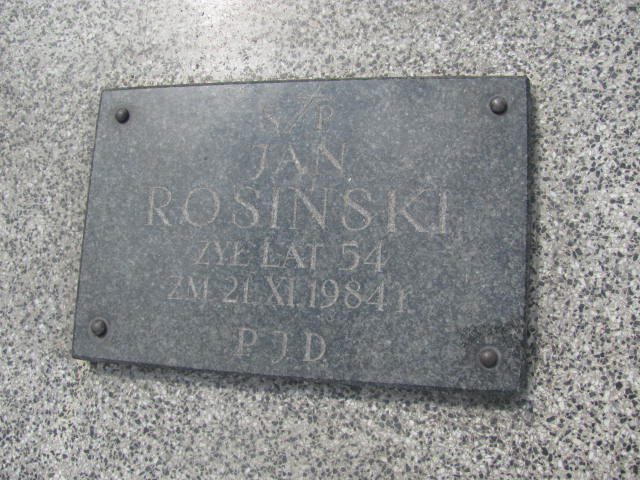 Ś/P
JAN
ROSIŃSKI
ŻYŁ LAT 54
ZM 21.XI.1984 r
P J D